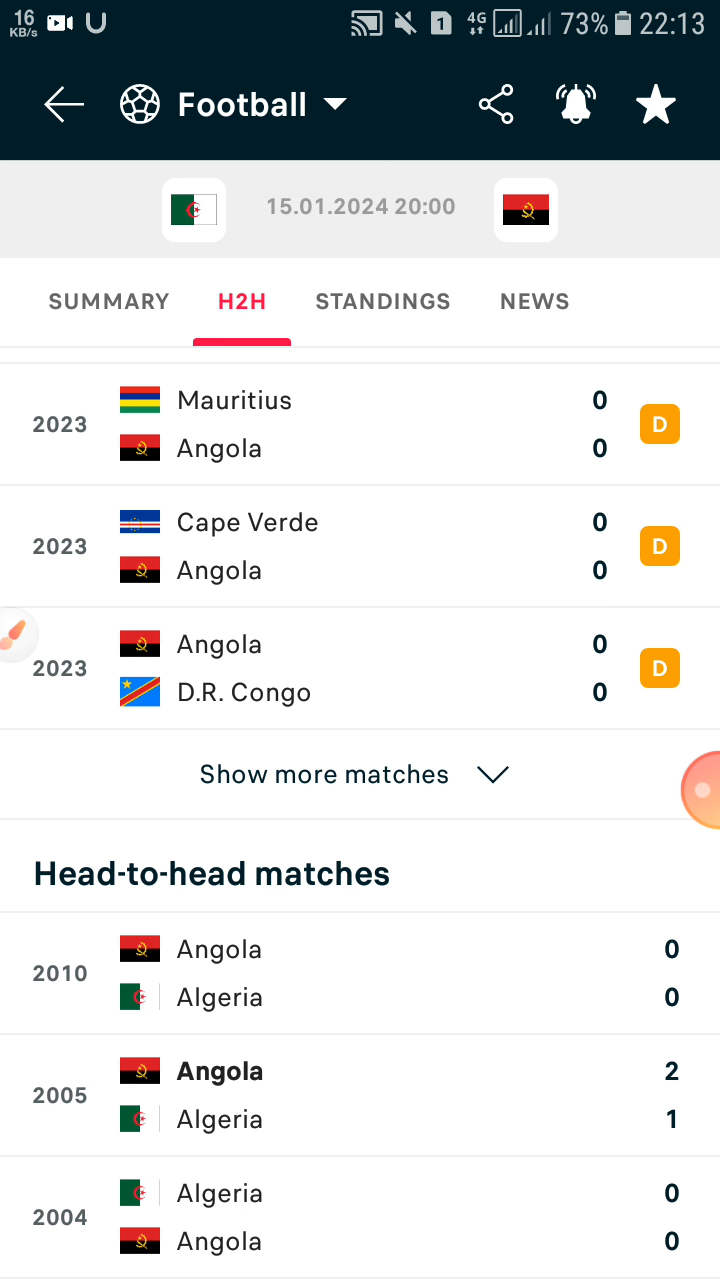 16 KB/s 1 4G 73% 22:13
Football
15.01.2024 20:00
SUMMARY H2H STANDINGS NEWS
2023 Mauritius 0 D
Angola 0
2023 Cape Verde 0 D
Angola 0
2023 Angola 0 D
D.R. Congo 0
Show more matches
Head-to-head matches
2010 Angola 0
Algeria 0
2005 Angola 2
Algeria 1
2004 Algeria 0
Angola 0